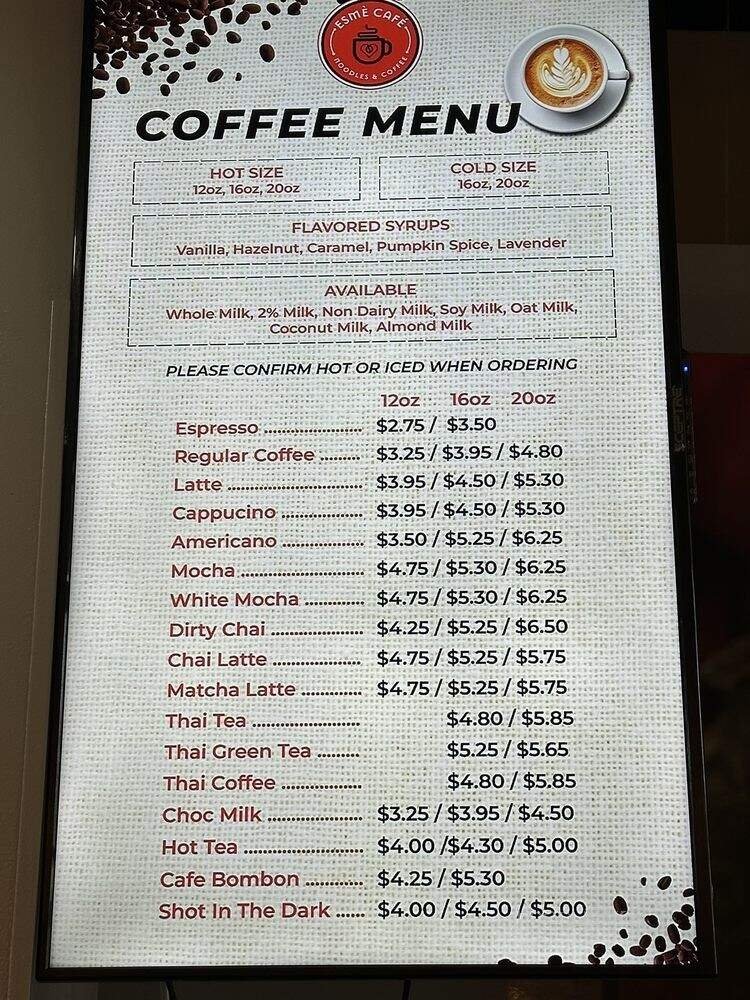 ESMÈ CAFÉ
NOODLES & COFFEE
COFFEE MENU
HOT SIZE
12oz, 16oz, 20oz
COLD SIZE
16oz, 20oz
FLAVORED SYRUPS
Vanilla, Hazelnut, Caramel, Pumpkin Spice, Lavender
AVAILABLE
Whole Milk, 2% Milk, Non Dairy Milk, Soy Milk, Oat Milk,
Coconut Milk, Almond Milk
PLEASE CONFIRM HOT OR ICED WHEN ORDERING
12oz 16oz 20oz
Espresso ........................ $2.75 / $3.50
Regular Coffee ......... $3.25 / $3.95 / $4.80
Latte ................................. $3.95 / $4.50 / $5.30
Cappucino .................... $3.95 / $4.50 / $5.30
Americano .................... $3.50 / $5.25 / $6.25
Mocha .............................. $4.75 / $5.30 / $6.25
White Mocha .............. $4.75 / $5.30 / $6.25
Dirty Chai ...................... $4.25 / $5.25 / $6.50
Chai Latte ..................... $4.75 / $5.25 / $5.75
Matcha Latte .............. $4.75 / $5.25 / $5.75
Thai Tea .......................... $4.80 / $5.85
Thai Green Tea .......... $5.25 / $5.65
Thai Coffee ................... $4.80 / $5.85
Choc Milk ....................... $3.25 / $3.95 / $4.50
Hot Tea ............................ $4.00 /$4.30 / $5.00
Cafe Bombon .............. $4.25 / $5.30
Shot In The Dark ...... $4.00 / $4.50 / $5.00
SCEPTRE